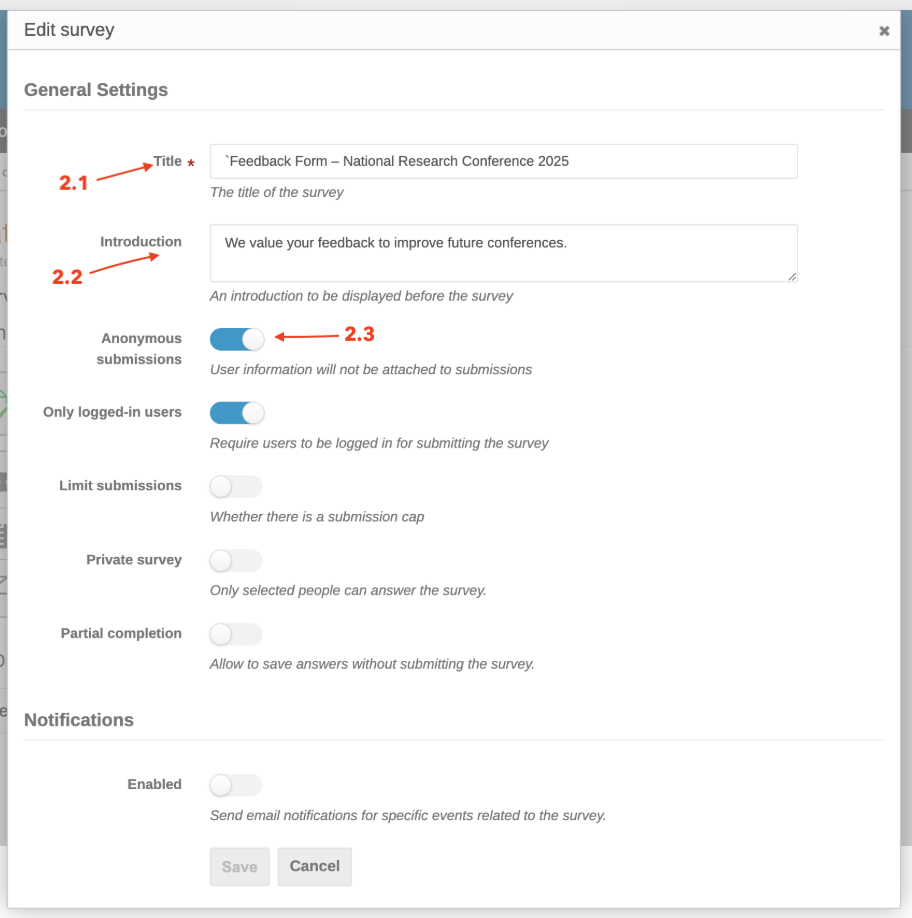 Edit survey
General Settings
Title *
2.1
`Feedback Form – National Research Conference 2025
The title of the survey
Introduction
2.2
We value your feedback to improve future conferences.
An introduction to be displayed before the survey
Anonymous
submissions
2.3
User information will not be attached to submissions
Only logged-in users
Require users to be logged in for submitting the survey
Limit submissions
Whether there is a submission cap
Private survey
Only selected people can answer the survey.
Partial completion
Allow to save answers without submitting the survey.
Notifications
Enabled
Send email notifications for specific events related to the survey.
Save
Cancel